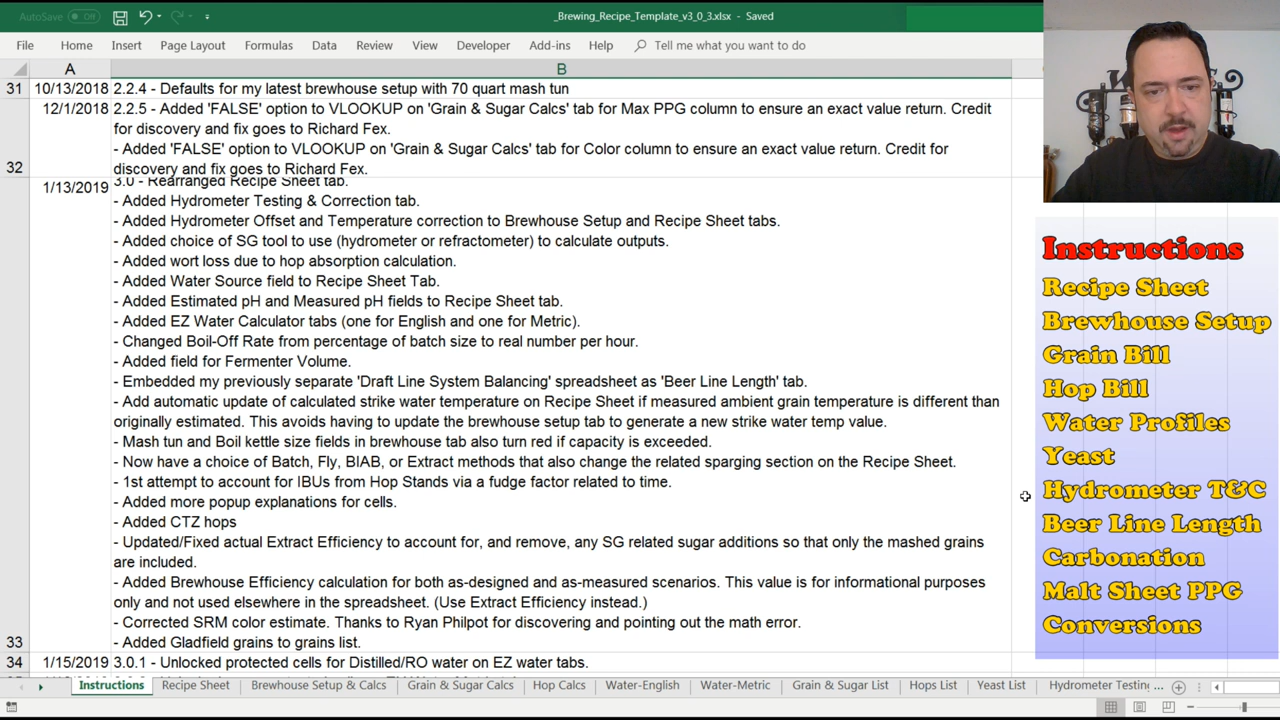 AutoSave Off
_Brewing_Recipe_Template_v3_0_3.xlsx - Saved
File Home Insert Page Layout Formulas Data Review View Developer Add-ins Help Tell me what you want to do
A B
31 10/13/2018 2.2.4 - Defaults for my latest brewhouse setup with 70 quart mash tun
12/1/2018 2.2.5 - Added 'FALSE' option to VLOOKUP on 'Grain & Sugar Calcs' tab for Max PPG column to ensure an exact value return. Credit
for discovery and fix goes to Richard Fex.
- Added 'FALSE' option to VLOOKUP on 'Grain & Sugar Calcs' tab for Color column to ensure an exact value return. Credit for
32 discovery and fix goes to Richard Fex.
1/13/2019 3.0 - Rearranged Recipe Sheet tab.
- Added Hydrometer Testing & Correction tab.
- Added Hydrometer Offset and Temperature correction to Brewhouse Setup and Recipe Sheet tabs.
- Added choice of SG tool to use (hydrometer or refractometer) to calculate outputs.
- Added wort loss due to hop absorption calculation.
- Added Water Source field to Recipe Sheet Tab.
- Added Estimated pH and Measured pH fields to Recipe Sheet tab.
- Added EZ Water Calculator tabs (one for English and one for Metric).
- Changed Boil-Off Rate from percentage of batch size to real number per hour.
- Added field for Fermenter Volume.
- Embedded my previously separate 'Draft Line System Balancing' spreadsheet as 'Beer Line Length' tab.
- Add automatic update of calculated strike water temperature on Recipe Sheet if measured ambient grain temperature is different than
originally estimated. This avoids having to update the brewhouse setup tab to generate a new strike water temp value.
- Mash tun and Boil kettle size fields in brewhouse tab also turn red if capacity is exceeded.
- Now have a choice of Batch, Fly, BIAB, or Extract methods that also change the related sparging section on the Recipe Sheet.
- 1st attempt to account for IBUs from Hop Stands via a fudge factor related to time.
- Added more popup explanations for cells.
- Added CTZ hops
- Updated/Fixed actual Extract Efficiency to account for, and remove, any SG related sugar additions so that only the mashed grains
are included.
- Added Brewhouse Efficiency calculation for both as-designed and as-measured scenarios. This value is for informational purposes
only and not used elsewhere in the spreadsheet. (Use Extract Efficiency instead.)
- Corrected SRM color estimate. Thanks to Ryan Philpot for discovering and pointing out the math error.
33 - Added Gladfield grains to grains list.
34 1/15/2019 3.0.1 - Unlocked protected cells for Distilled/RO water on EZ water tabs.
Instructions Recipe Sheet Brewhouse Setup & Calcs Grain & Sugar Calcs Hop Calcs Water-English Water-Metric Grain & Sugar List Hops List Yeast List Hydrometer Testing ...
Instructions
Recipe Sheet
Brewhouse Setup
Grain Bill
Hop Bill
Water Profiles
Yeast
Hydrometer T&C
Beer Line Length
Carbonation
Malt Sheet PPG
Conversions